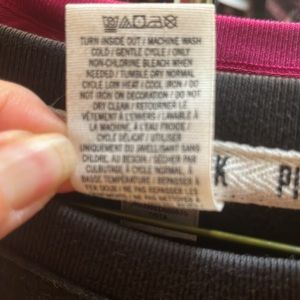 TURN INSIDE OUT / MACHINE WASH
COLD / GENTLE CYCLE / ONLY
NON-CHLORINE BLEACH WHEN
NEEDED / TUMBLE DRY NORMAL
CYCLE LOW HEAT / COOL IRON / DO
NOT IRON ON DECORATION / DO NOT
DRY CLEAN / RETOURNER LE
VÊTEMENT À L'ENVERS / LAVABLE À
LA MACHINE À L'EAU FROIDE /
CYCLE DÉLICAT / UTILISER
UNIQUEMENT DU JAVELLISANT SANS
CHLORE, AU BESOIN / SÉCHER PAR
CULBUTAGE À CYCLE NORMAL, À
BASSE TEMPÉRATURE / REPASSER À
FER DOUX / NE PAS REPASSER
K PI